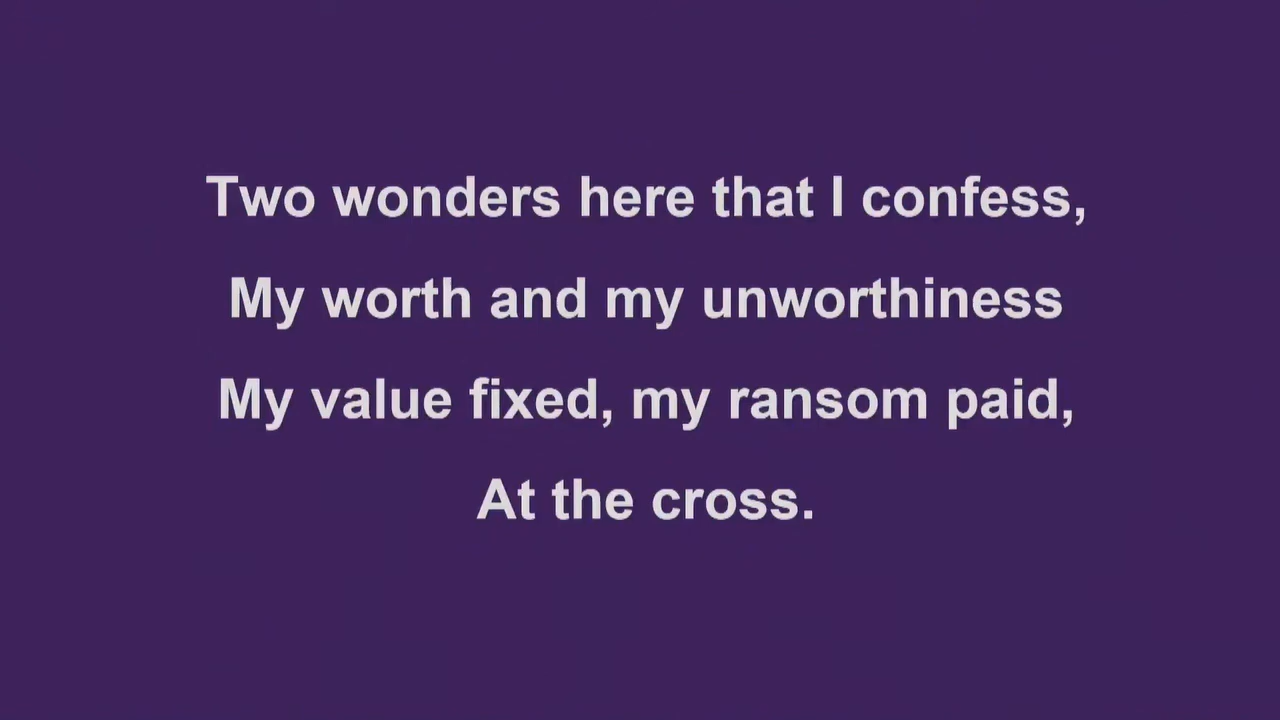 Two wonders here that I confess,
My worth and my unworthiness
My value fixed, my ransom paid,
At the cross.